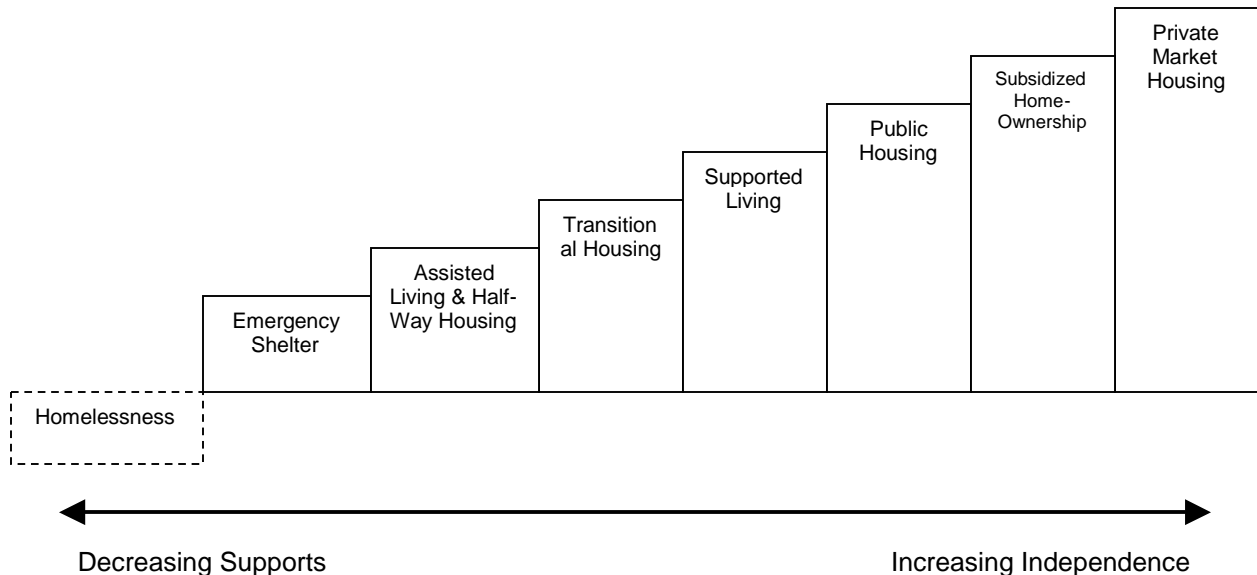 Private
Market
Housing
Subsidized
Home-
Ownership
Public
Housing
Supported
Living
Transition
al Housing
Assisted
Living & Half-
Way Housing
Emergency
Shelter
Homelessness
Decreasing Supports
Increasing Independence